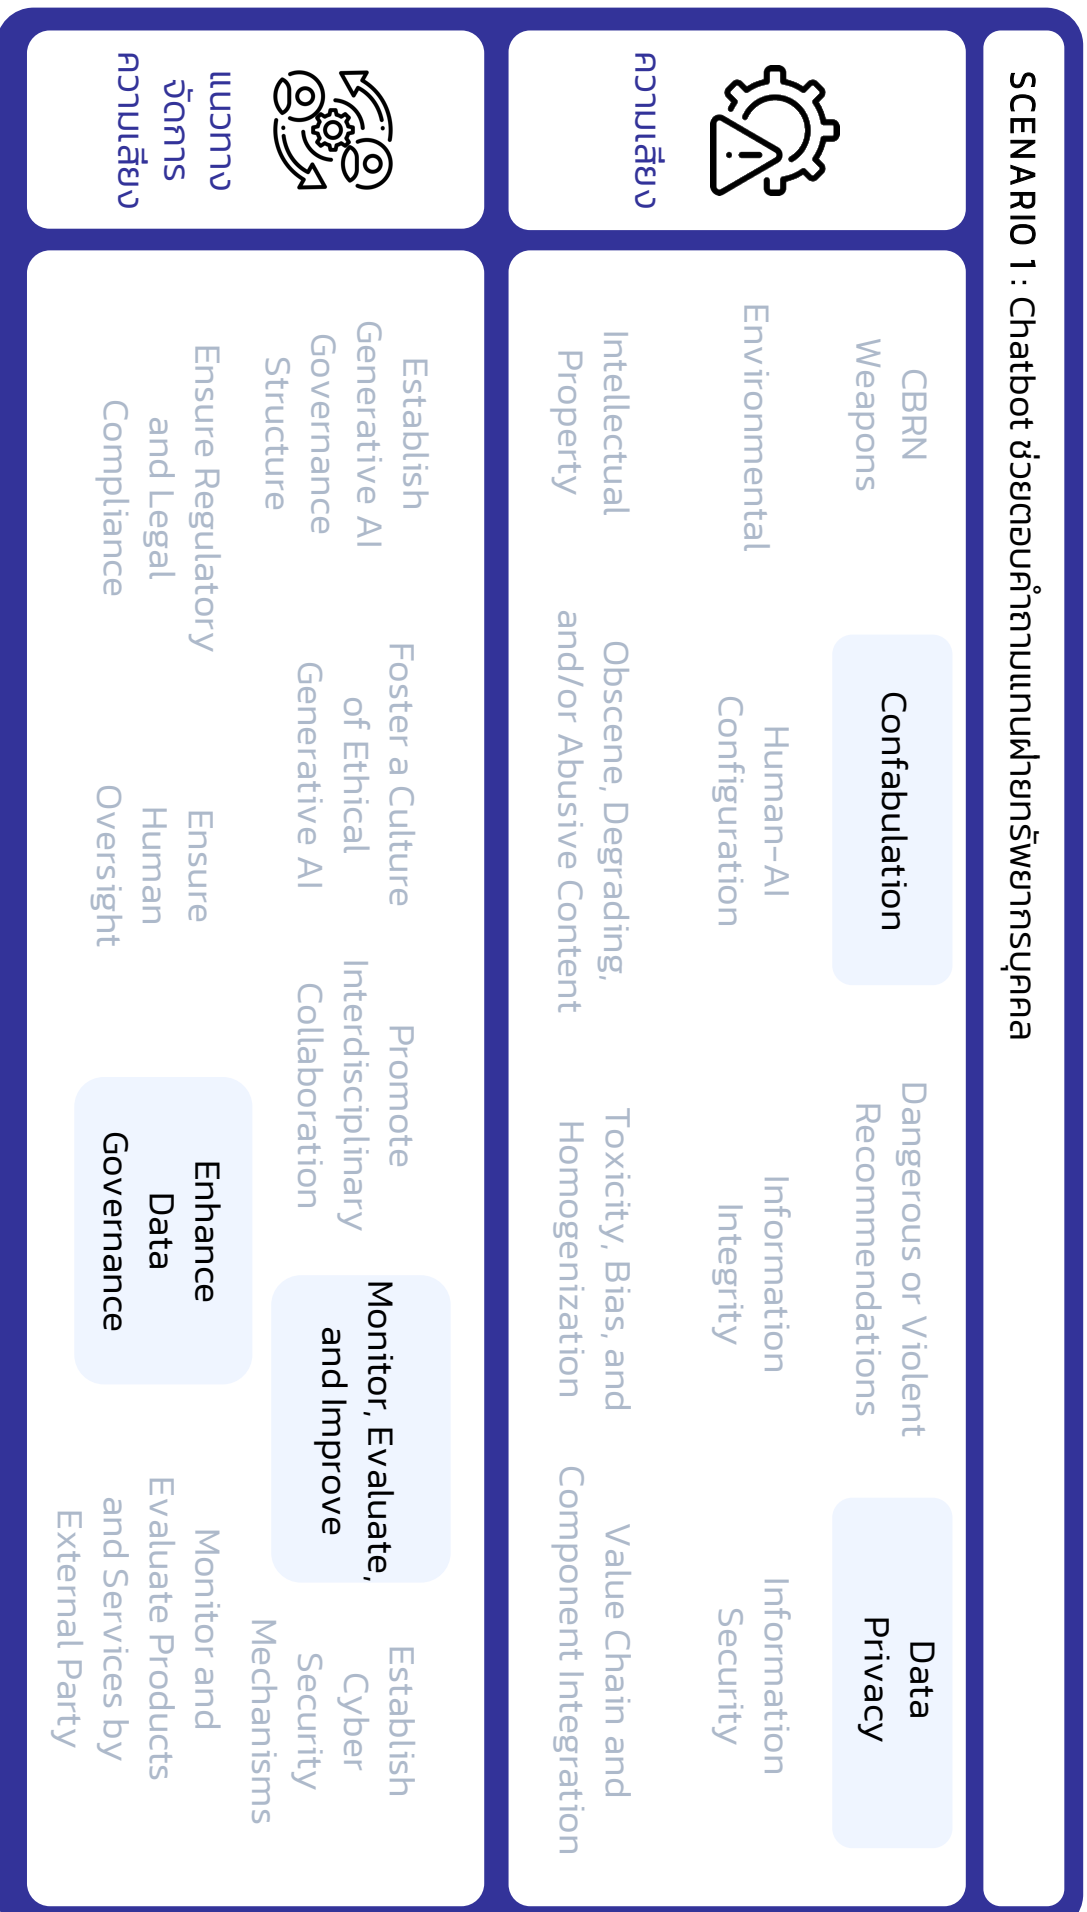 SCENARIO 1: Chatbot ช่วยตอบคำถามแทนฝ่ายทรัพยากรบุคคล
ความเสี่ยง
CBRN
Weapons
Confabulation
Dangerous or Violent
Recommendations
Data
Privacy
Environmental
Human-AI
Configuration
Information
Integrity
Information
Security
Intellectual
Property
Obscene, Degrading,
and/or Abusive Content
Toxicity, Bias, and
Homogenization
Value Chain and
Component Integration
แนวทาง
จัดการ
ความเสี่ยง
Establish
Generative AI
Governance
Structure
Foster a Culture
of Ethical
Generative AI
Promote
Interdisciplinary
Collaboration
Monitor, Evaluate,
and Improve
Establish
Cyber
Security
Mechanisms
Ensure Regulatory
and Legal
Compliance
Ensure
Human
Oversight
Enhance
Data
Governance
Monitor and
Evaluate Products
and Services by
External Party